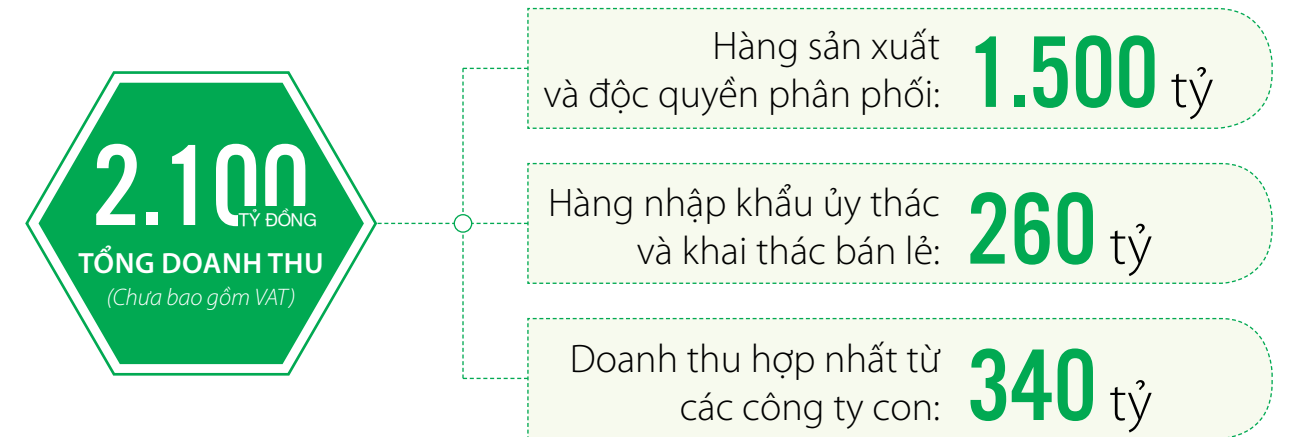 2.100
TỶ ĐỒNG
TỔNG DOANH THU
(Chưa bao gồm VAT)
Hàng sản xuất
và độc quyền phân phối: 1.500 tỷ
Hàng nhập khẩu ủy thác
và khai thác bán lẻ: 260 tỷ
Doanh thu hợp nhất từ
các công ty con: 340 tỷ